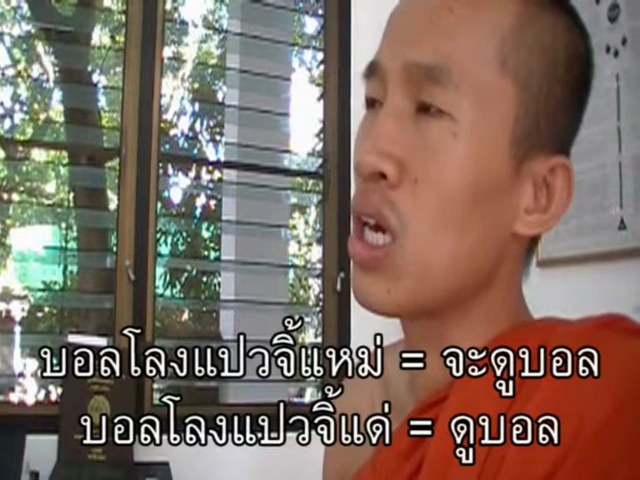 บอลโลงแปวจิ้แหม่ = จะดูบอล
บอลโลงแปวจิ้แด่ = ดูบอล